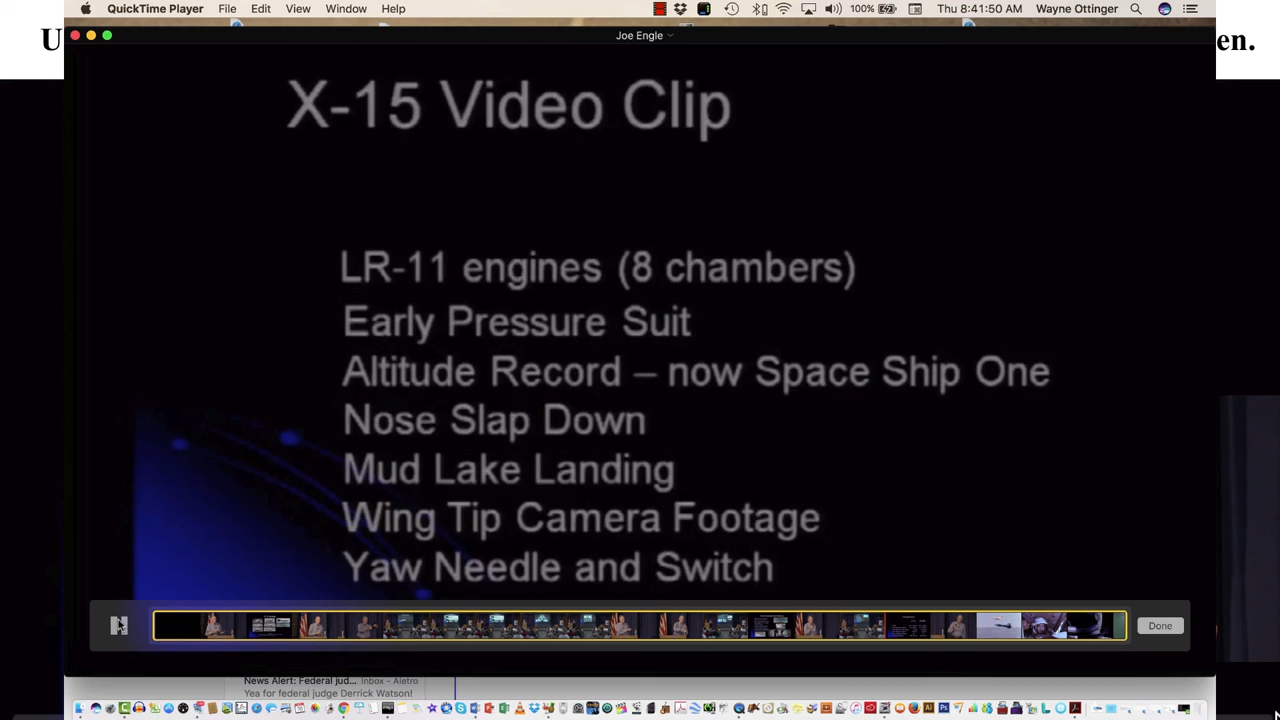 QuickTime Player File Edit View Window Help 100% Thu 8:41:50 AM Wayne Ottinger
U
en.
Joe Engle
X-15 Video Clip
LR-11 engines (8 chambers)
Early Pressure Suit
Altitude Record – now Space Ship One
Nose Slap Down
Mud Lake Landing
Wing Tip Camera Footage
Yaw Needle and Switch
Done
News Alert: Federal jud... Inbox - Aletro
Yea for federal judge Derrick Watson!